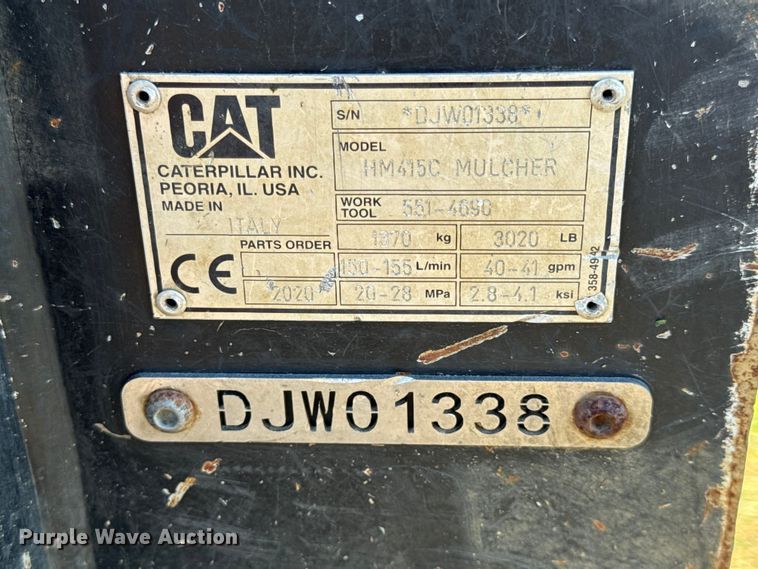 CAT
CATERPILLAR INC.
PEORIA, IL. USA
MADE IN
ITALY
S/N *DJW01338*
MODEL
HM415C MULCHER
WORK TOOL 551-4690
PARTS ORDER
1370 kg 3020 LB
150-155 L/min 40-41 gpm
CE
2020 20-28 MPa 2.8-4.1 ksi
358-4942
DJW01338
Purple Wave Auction